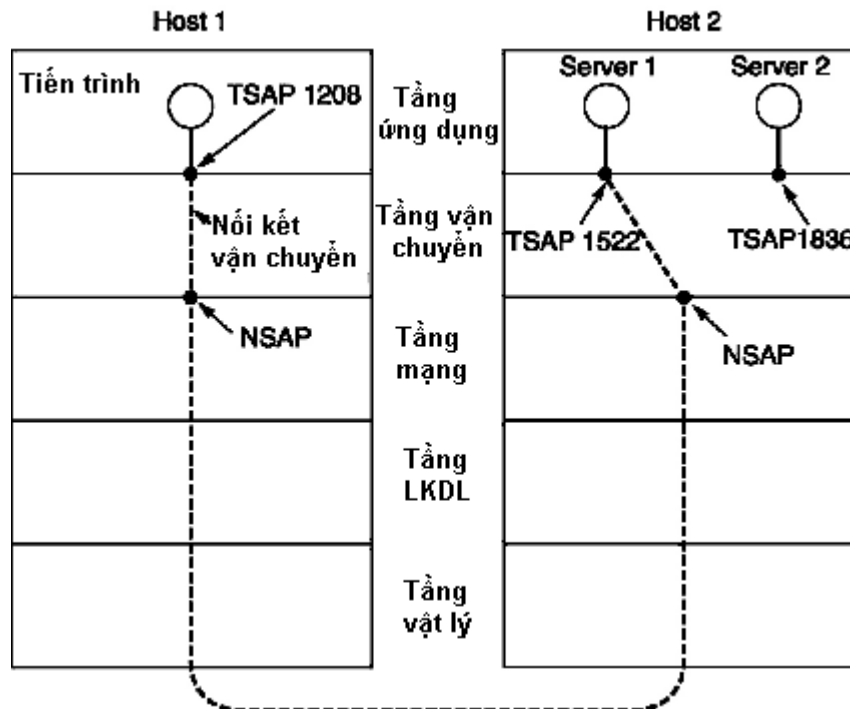 Host 1
Host 2
Tiến trình
TSAP 1208
Tầng
ứng dụng
Server 1
Server 2
Nối kết
vận chuyển
Tầng vận
chuyển
TSAP 1522
TSAP1836
NSAP
Tầng
mạng
NSAP
Tầng
LKDL
Tầng
vật lý